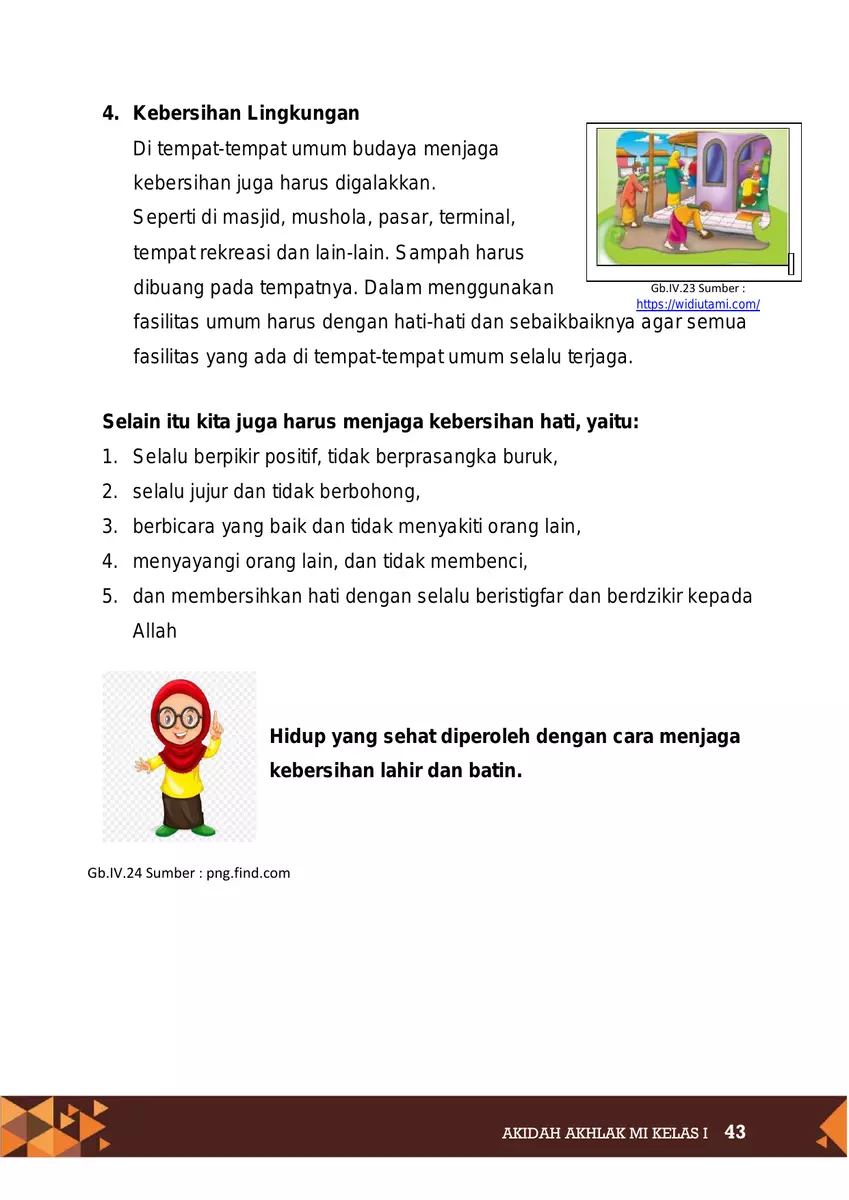 4. Kebersihan Lingkungan
Di tempat-tempat umum budaya menjaga
kebersihan juga harus digalakkan.
Seperti di masjid, mushola, pasar, terminal,
tempat rekreasi dan lain-lain. Sampah harus
dibuang pada tempatnya. Dalam menggunakan
fasilitas umum harus dengan hati-hati dan sebaikbaiknya agar semua
fasilitas yang ada di tempat-tempat umum selalu terjaga.
Gb.IV.23 Sumber :
https://widiutami.com/
Selain itu kita juga harus menjaga kebersihan hati, yaitu:
1. Selalu berpikir positif, tidak berprasangka buruk,
2. selalu jujur dan tidak berbohong,
3. berbicara yang baik dan tidak menyakiti orang lain,
4. menyayangi orang lain, dan tidak membenci,
5. dan membersihkan hati dengan selalu beristigfar dan berdzikir kepada
Allah
Hidup yang sehat diperoleh dengan cara menjaga
kebersihan lahir dan batin.
Gb.IV.24 Sumber : png.find.com
AKIDAH AKHLAK MI KELAS I 43